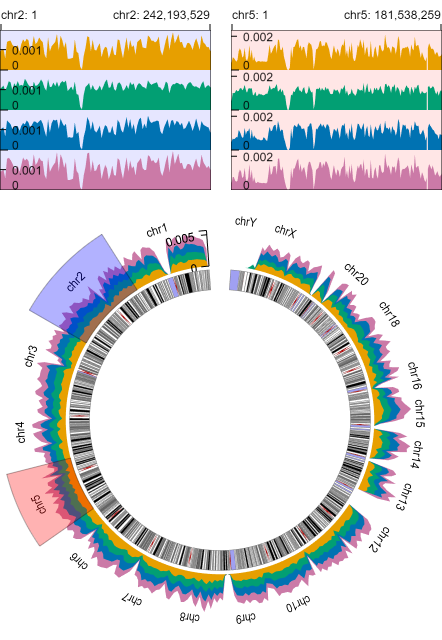 chr2: 1
chr2: 242,193,529
chr5: 1
chr5: 181,538,259
0.001
0
0.001
0
0.001
0
0.001
0
0.002
0
0.002
0
0.002
0
0.002
0
chr1
0.005
0
chrY
chrX
chr20
chr18
chr16
chr15
chr14
chr13
chr12
chr10
chr9
chr8
chr7
chr6
chr5
chr4
chr3
chr2